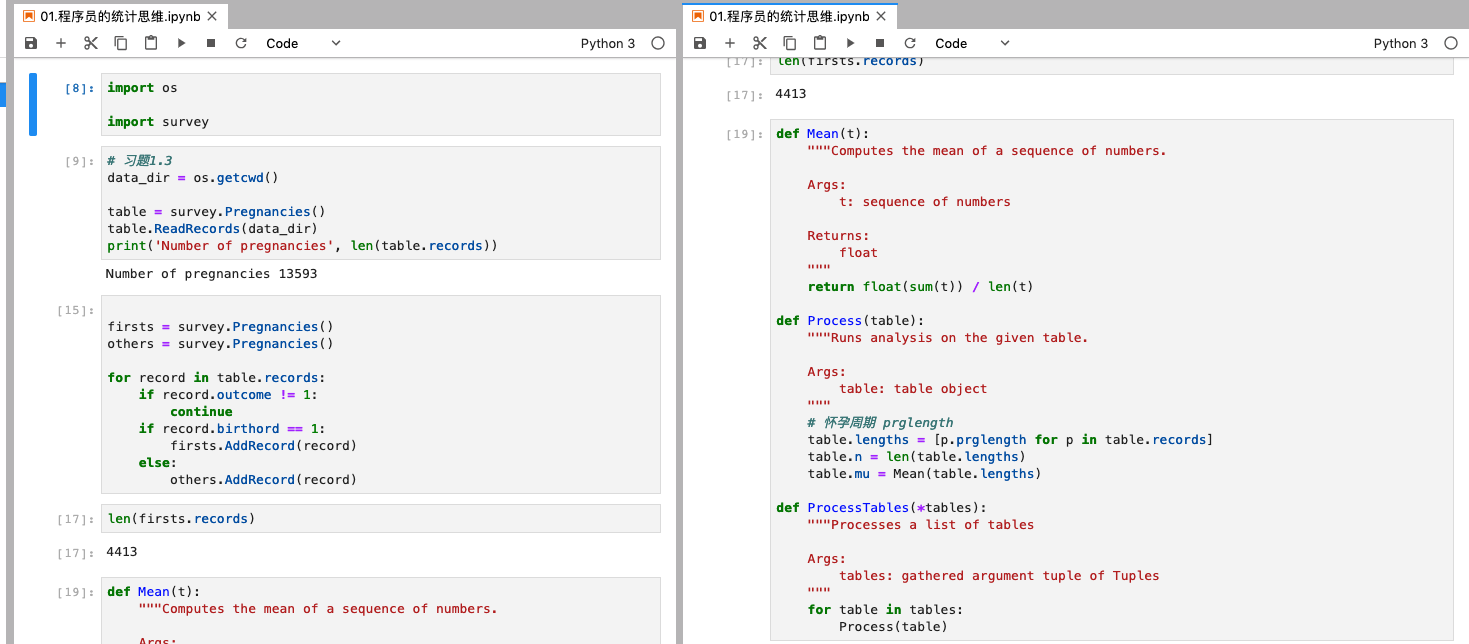 01.程序员的统计思维.ipynb
Code
Python 3
[8]:
import os

import survey
[9]:
# 习题1.3
data_dir = os.getcwd()

table = survey.Pregnancies()
table.ReadRecords(data_dir)
print('Number of pregnancies', len(table.records))
Number of pregnancies 13593
[15]:
firsts = survey.Pregnancies()
others = survey.Pregnancies()

for record in table.records:
    if record.outcome != 1:
        continue
    if record.birthord == 1:
        firsts.AddRecord(record)
    else:
        others.AddRecord(record)
[17]:
len(firsts.records)
[17]:
4413
[19]:
def Mean(t):
    """Computes the mean of a sequence of numbers.

    Args:
01.程序员的统计思维.ipynb
Code
Python 3
[17]:
len(firsts.records)
[17]:
4413
[19]:
def Mean(t):
    """Computes the mean of a sequence of numbers.

    Args:
        t: sequence of numbers

    Returns:
        float
    """
    return float(sum(t)) / len(t)

def Process(table):
    """Runs analysis on the given table.

    Args:
        table: table object
    """
    # 怀孕周期 prglength
    table.lengths = [p.prglength for p in table.records]
    table.n = len(table.lengths)
    table.mu = Mean(table.lengths)

def ProcessTables(*tables):
    """Processes a list of tables

    Args:
        tables: gathered argument tuple of Tuples
    """
    for table in tables:
        Process(table)